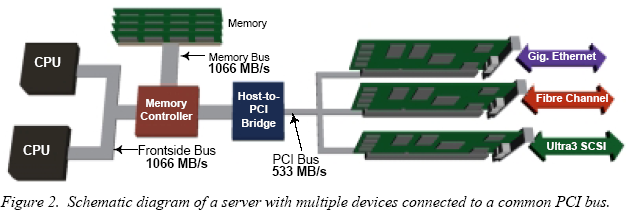 Memory
CPU
Memory Bus
1066 MB/s
Gig. Ethernet
Memory
Controller
Host-to-
PCI
Bridge
Fibre Channel
CPU
Frontside Bus
1066 MB/s
PCI Bus
533 MB/s
Ultra3 SCSI
Figure 2.  Schematic diagram of a server with multiple devices connected to a common PCI bus.